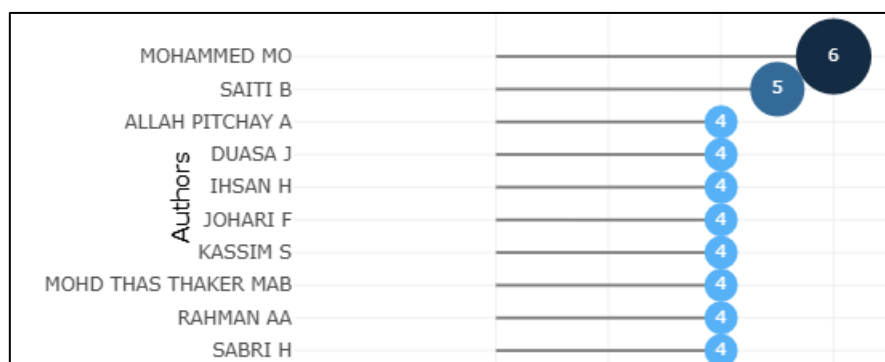 Authors
MOHAMMED MO 6
SAITI B 5
ALLAH PITCHAY A 4
DUASA J 4
IHSAN H 4
JOHARI F 4
KASSIM S 4
MOHD THAS THAKER MAB 4
RAHMAN AA 4
SABRI H 4